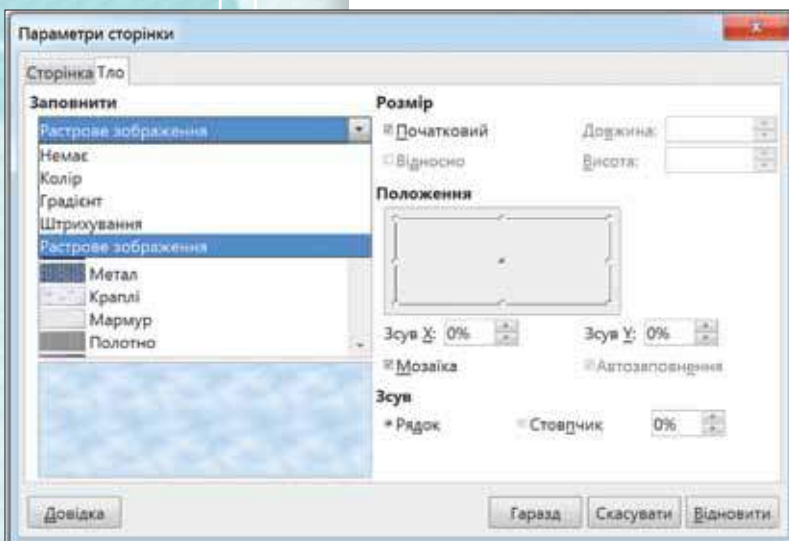 Параметри сторінки
Сторінка Тло
Заповнити
Растрове зображення
Немає
Колір
Градієнт
Штрихування
Растрове зображення
Метал
Краплі
Мармур
Полотно
Розмір
Початковий
Довжина:
Відносно
Висота:
Положення
Зсув X: 0%
Зсув Y: 0%
Мозаїка
Автозаповнення
Зсув
Рядок
Стовпчик
0%
Довідка
Гаразд
Скасувати
Відновити